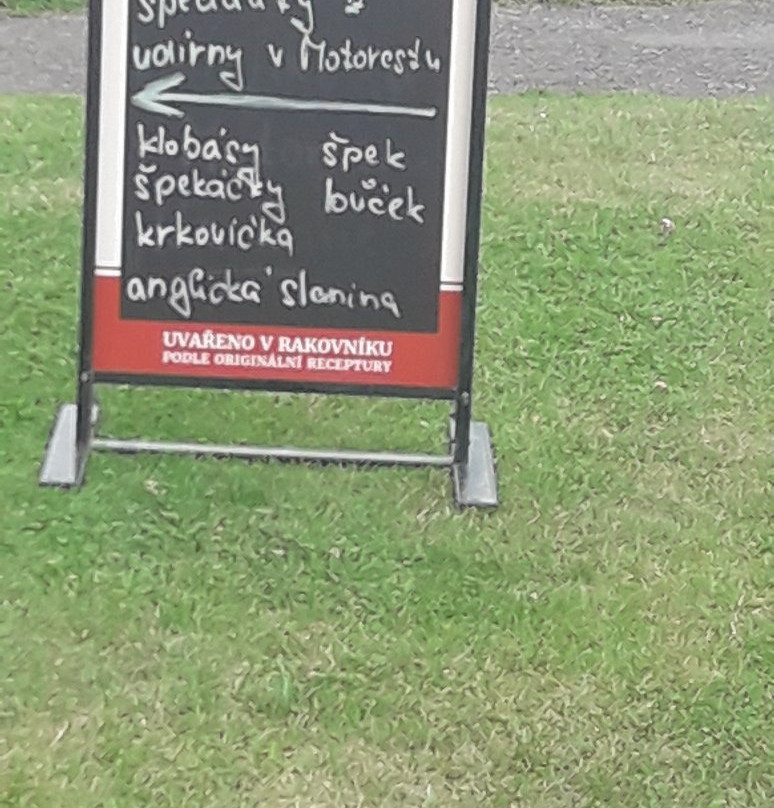 udírny v Motorestu
klobásy špek
špekáčky bůček
krkovička
anglická slanina
UVAŘENO V RAKOVNÍKU
PODLE ORIGINÁLNÍ RECEPTURY